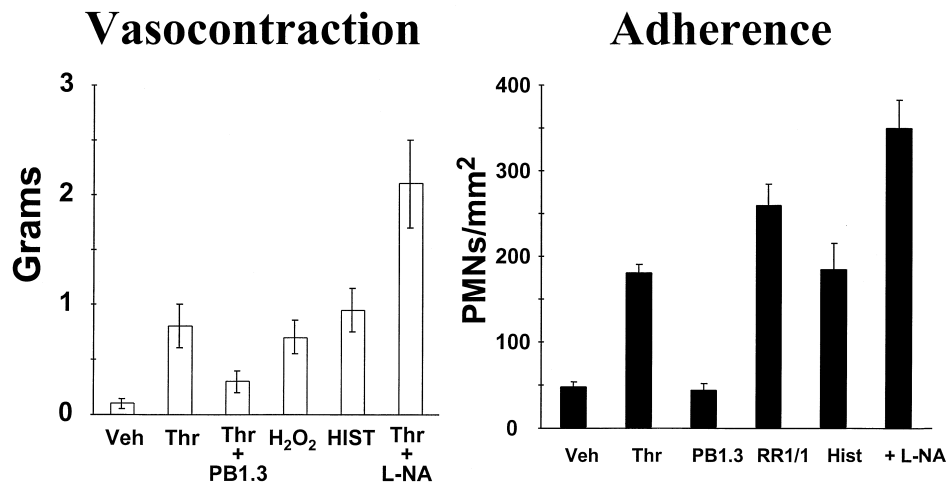 Vasocontraction
Adherence
Grams
3
2
1
0
Veh
Thr
Thr
+
PB1.3
H₂O₂
HIST
Thr
+
L-NA
PMNs/mm²
400
300
200
100
0
Veh
Thr
PB1.3
RR1/1
Hist
+ L-NA